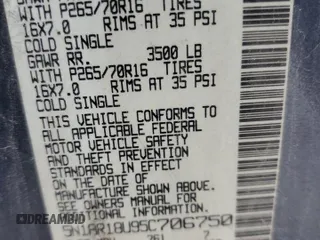 WITH P265/70R16 TIRES
16X7.0 RIMS AT 35 PSI
COLD SINGLE
GAWR RR. 3500 LB
WITH P265/70R16 TIRES
16X7.0 RIMS AT 35 PSI
COLD SINGLE
THIS VEHICLE CONFORMS TO
ALL APPLICABLE FEDERAL
MOTOR VEHICLE SAFETY
AND THEFT PREVENTION
STANDARDS IN EFFECT ON
THE DATE OF MANUFACTURE
SHOWN ABOVE.
SEE OWNERS MANUAL FOR
ADDITIONAL INFORMATION.
5N1AR18U95C706750
DREAMBID